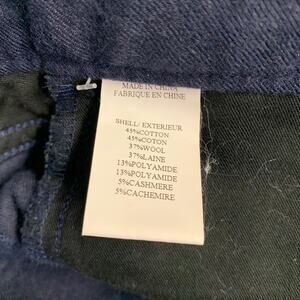 MADE IN CHINA
FABRIQUE EN CHINE
SHELL/ EXTERIEUR
45%COTTON
45%COTON
37%WOOL
37%LAINE
13%POLYAMIDE
13%POLYAMIDE
5%CASHMERE
5%CACHEMIRE